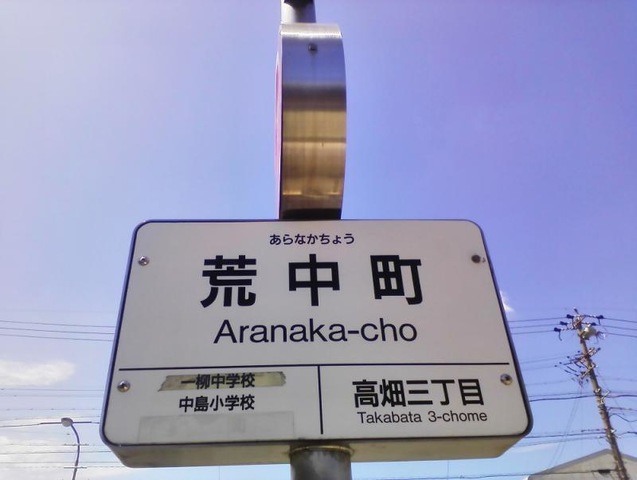 あらなかちょう
荒中町
Aranaka-cho
一柳中学校
中島小学校
高畑三丁目
Takabata 3-chome